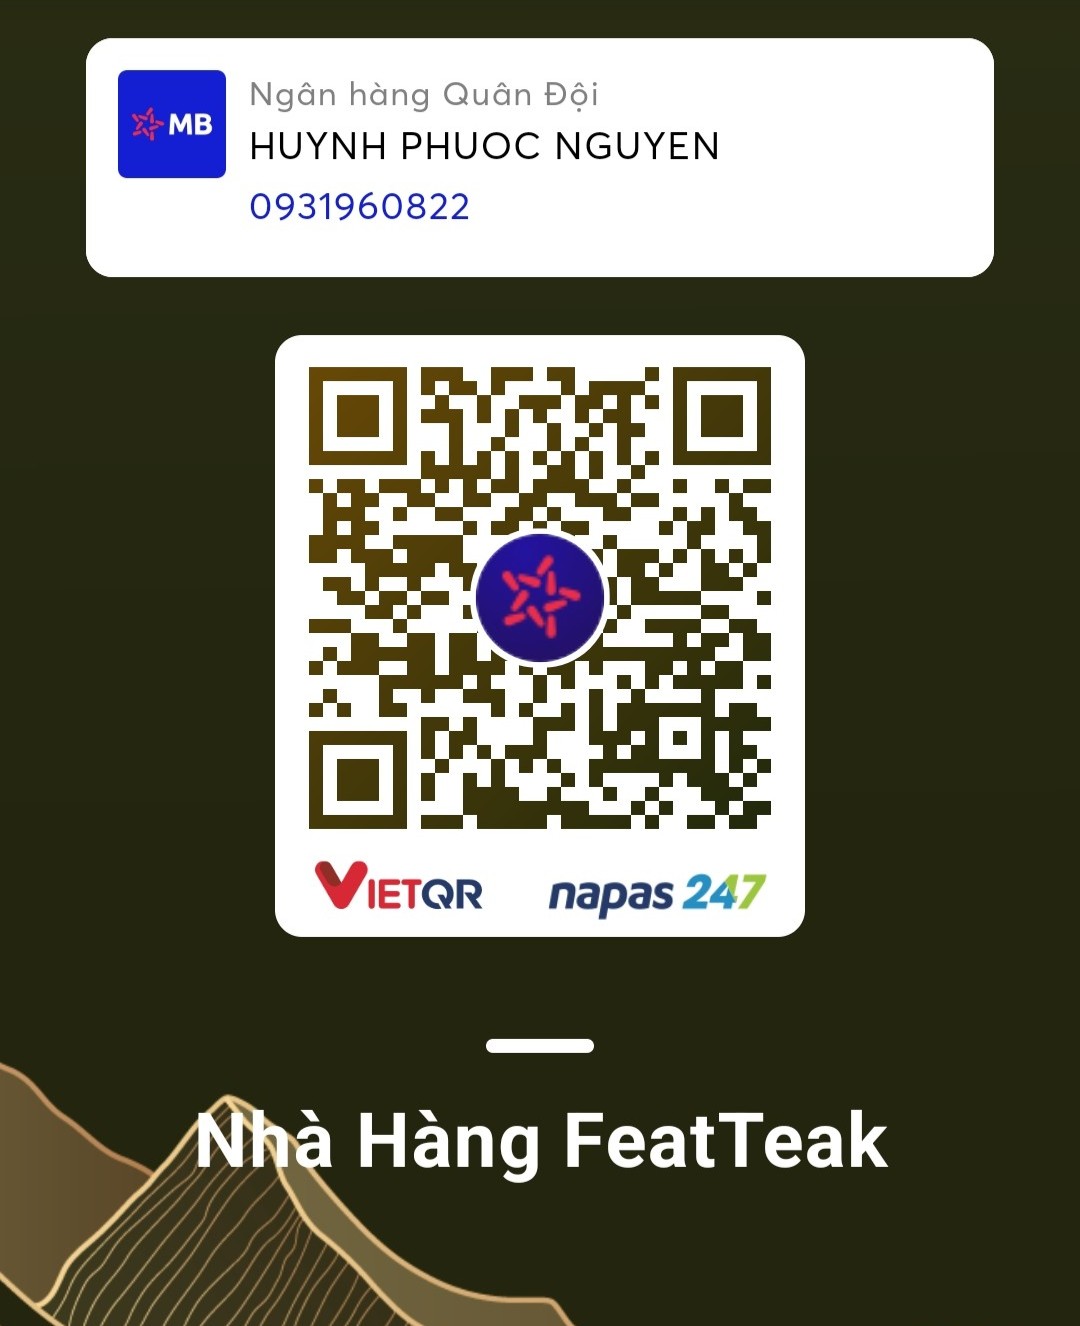 MB
Ngân hàng Quân Đội
HUYNH PHUOC NGUYEN
0931960822
VIETQR
napas 247
Nhà Hàng FeatTeak